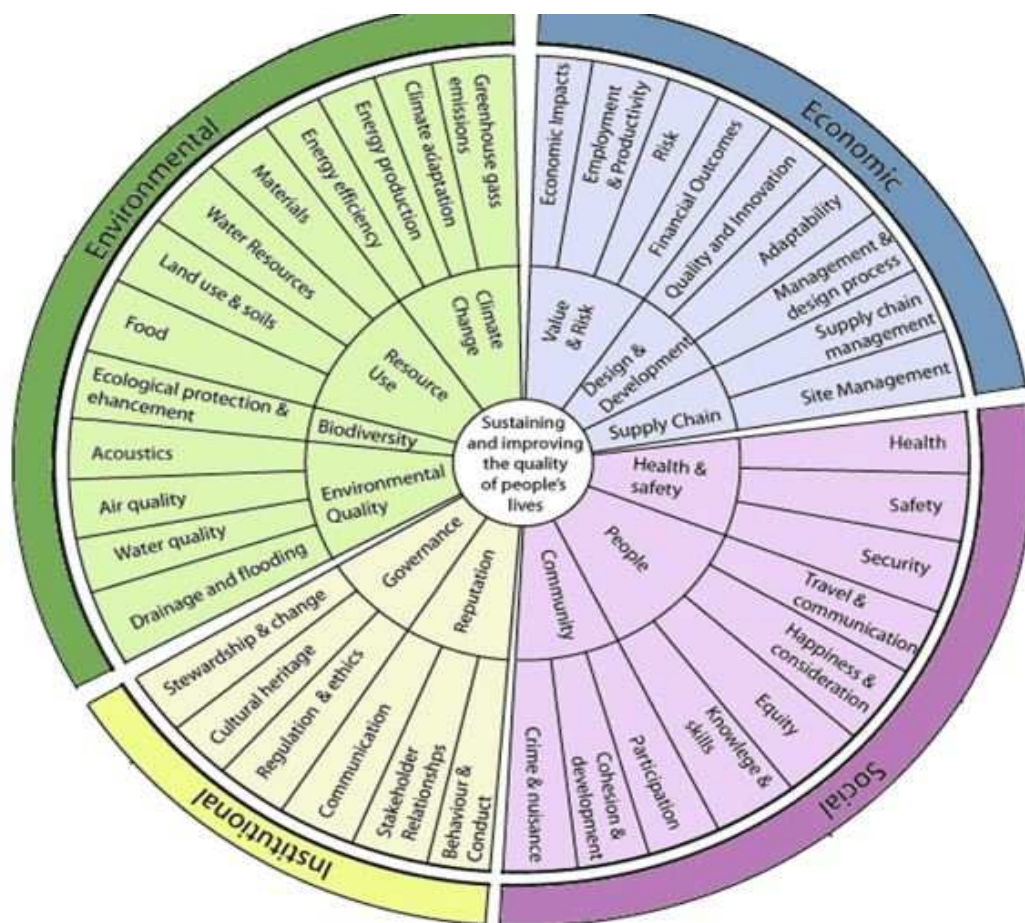 Environmental
Economic
Social
Institutional
Sustaining
and improving
the quality
of people's
lives
Climate
Change
Resource
Use
Biodiversity
Environmental
Quality
Value
& Risk
Design &
Development
Supply Chain
Health &
safety
People
Community
Reputation
Governance
Greenhouse gass
emissions
Climate adaptation
Energy production
Energy efficiency
Materials
Water Resources
Land use & soils
Food
Ecological protection &
ehancement
Acoustics
Air quality
Water quality
Drainage and flooding
Economic Impacts
Employment
& Productivity
Risk
Financial Outcomes
Quality and Innovation
Adaptability
Management &
design process
Supply chain
management
Site Management
Health
Safety
Security
Travel &
communication
Happiness &
consideration
Equity
Knowlege &
skills
Participation
Cohesion &
development
Crime & nuisance
Behaviour &
Conduct
Stakeholder
Relationshps
Communication
Regulation & ethics
Cultural heritage
Stewardship & change